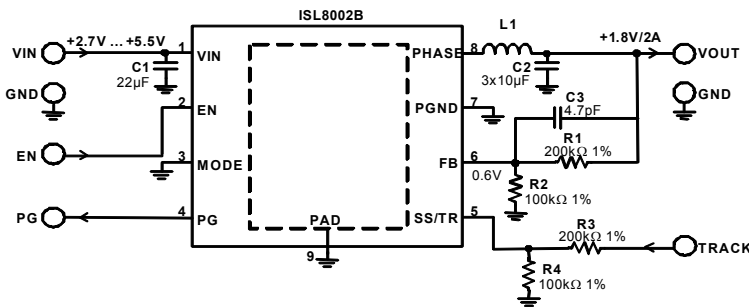 ISL8002B
L1
VIN
+2.7V ... +5.5V
1
VIN
PHASE
8
+1.8V/2A
VOUT
C1
22µF
C2
3x10µF
GND
2
EN
PGND
7
C3
4.7pF
GND
EN
3
MODE
FB
6
0.6V
R1
200kΩ 1%
R2
100kΩ 1%
PG
4
PG
PAD
SS/TR
5
R3
200kΩ 1%
TRACK
9
R4
100kΩ 1%